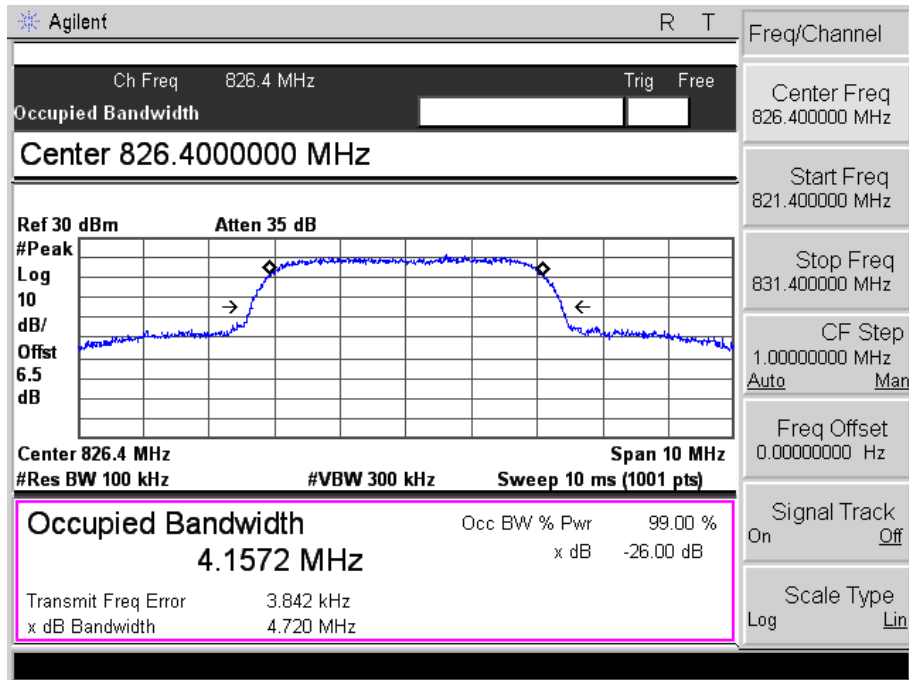 Agilent R T
Ch Freq 826.4 MHz Trig Free
Occupied Bandwidth
Center 826.4000000 MHz
Ref 30 dBm Atten 35 dB
#Peak
Log
10
dB/
Offst
6.5
dB
Center 826.4 MHz Span 10 MHz
#Res BW 100 kHz #VBW 300 kHz Sweep 10 ms (1001 pts)
Occupied Bandwidth Occ BW % Pwr 99.00 %
4.1572 MHz x dB -26.00 dB
Transmit Freq Error 3.842 kHz
x dB Bandwidth 4.720 MHz
Freq/Channel
Center Freq
826.400000 MHz
Start Freq
821.400000 MHz
Stop Freq
831.400000 MHz
CF Step
1.00000000 MHz
Auto Man
Freq Offset
0.00000000 Hz
Signal Track
On Off
Scale Type
Log Lin